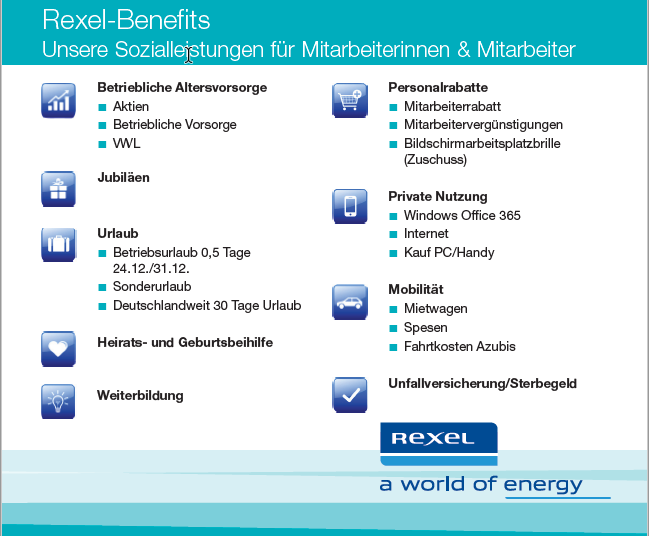 Rexel-Benefits
Unsere Sozialleistungen für Mitarbeiterinnen & Mitarbeiter
Betriebliche Altersvorsorge
Aktien
Betriebliche Vorsorge
VWL
Jubiläen
Urlaub
Betriebsurlaub 0,5 Tage
24.12./31.12.
Sonderurlaub
Deutschlandweit 30 Tage Urlaub
Heirats- und Geburtsbeihilfe
Weiterbildung
Personalrabatte
Mitarbeiterrabatt
Mitarbeitervergünstigungen
Bildschirmarbeitsplatzbrille
(Zuschuss)
Private Nutzung
Windows Office 365
Internet
Kauf PC/Handy
Mobilität
Mietwagen
Spesen
Fahrtkosten Azubis
Unfallversicherung/Sterbegeld
REXEL
a world of energy